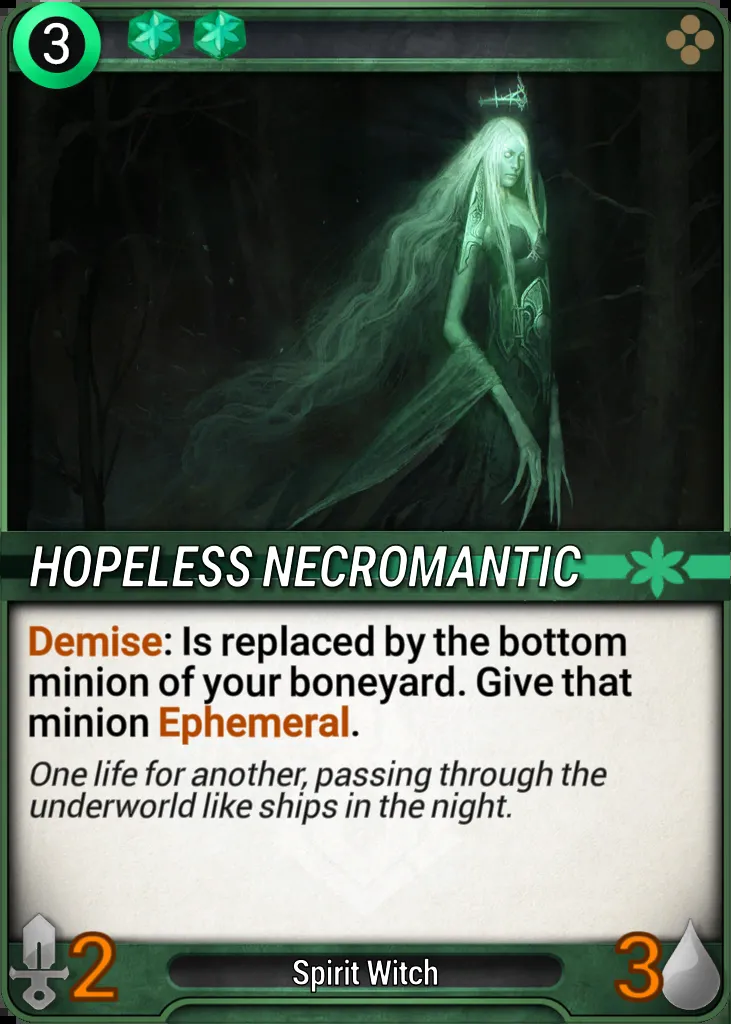 3
HOPELESS NECROMANTIC
Demise: Is replaced by the bottom
minion of your boneyard. Give that
minion Ephemeral.
One life for another, passing through the
underworld like ships in the night.
2
Spirit Witch
3